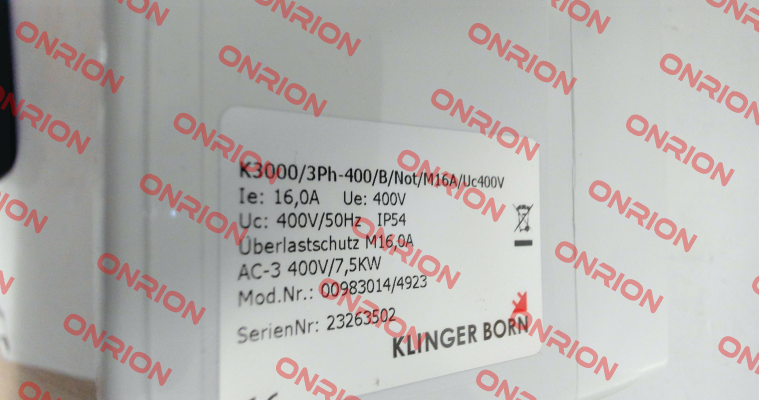 K3000/3Ph-400/B/Not/M16A/Uc400V
Ie: 16,0A Ue: 400V
Uc: 400V/50Hz IP54
Überlastschutz M16,0A
AC-3 400V/7,5KW
Mod.Nr.: 00983014/4923
SerienNr: 23263502
KLINGER BORN
ONRION